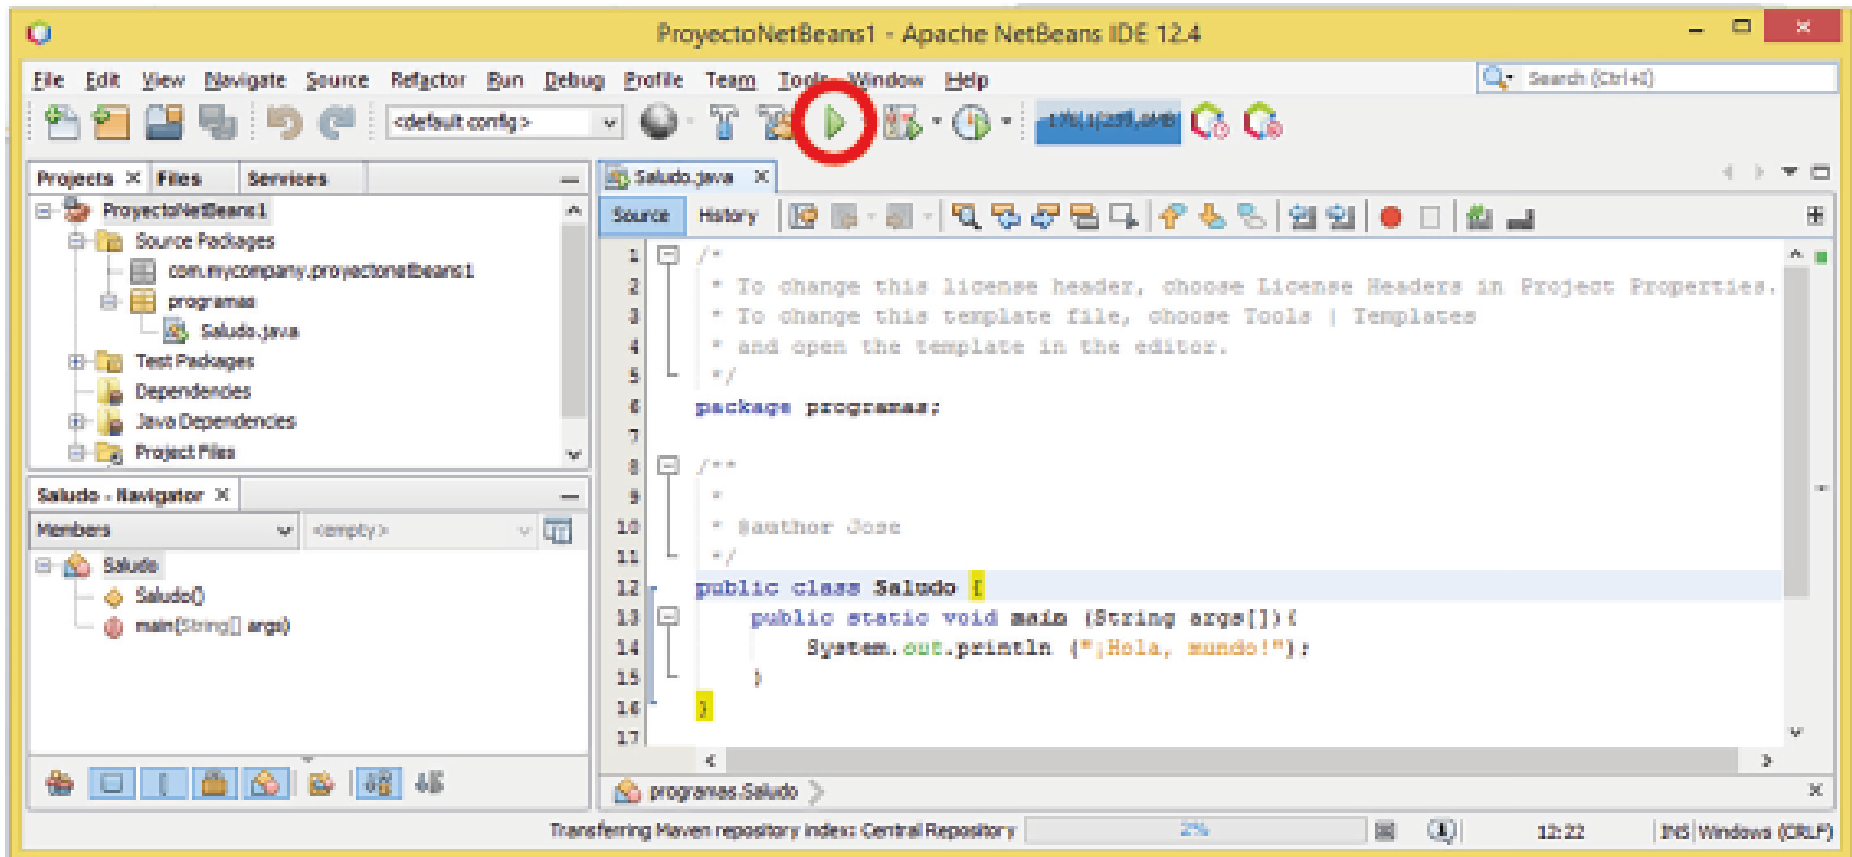 ProyectoNetBeans1 - Apache NetBeans IDE 12.4
File Edit View Navigate Source Refactor Run Debug Profile Team Tools Window Help
Search (Ctrl+I)
<default config>
Projects Files Services
ProyectoNetBeans1
Source Packages
com.mycompany.proyectonetbeans1
programas
Saludo.java
Test Packages
Dependencies
Java Dependencies
Project Files
Saludo - Navigator
Members <empty>
Saludo
Saludo()
main(String[] args)
Saludo.java
Source History
1 /*
2 * To change this license header, choose License Headers in Project Properties.
3 * To change this template file, choose Tools | Templates
4 * and open the template in the editor.
5 */
6 package programas;
7
8 /**
9 *
10 * @author Jose
11 */
12 public class Saludo {
13 public static void main (String args[]){
14 System.out.println ("¡Hola, mundo!");
15 }
16 }
17
programas.Saludo
Transferring Maven repository index: Central Repository 2% 12:22 INS Windows (CRLF)